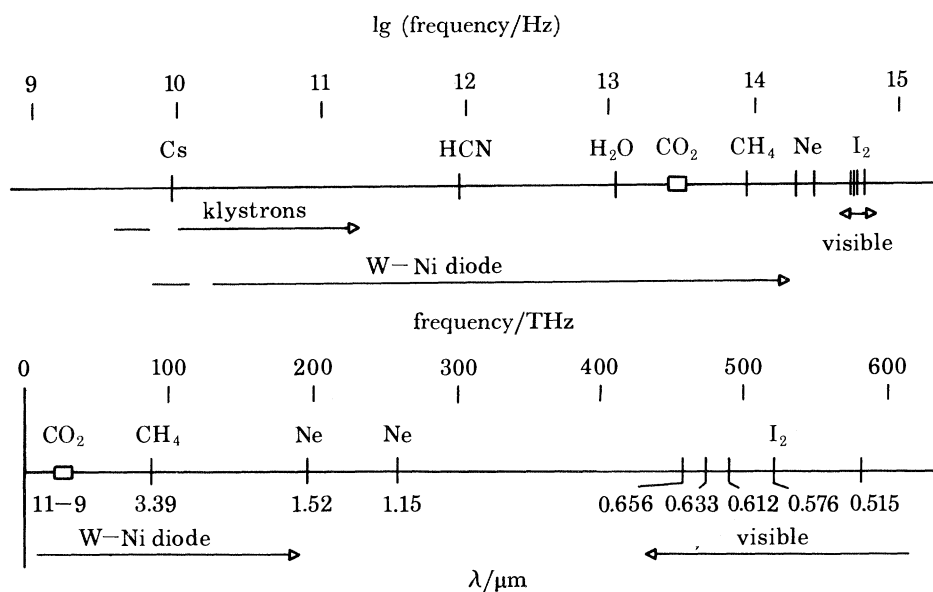 lg (frequency/Hz)
9 10 11 12 13 14 15
Cs HCN H₂O CO₂ CH₄ Ne I₂
klystrons
visible
W—Ni diode
frequency/THz
0 100 200 300 400 500 600
CO₂ CH₄ Ne Ne I₂
11—9 3.39 1.52 1.15 0.656 0.633 0.612 0.576 0.515
W—Ni diode visible
λ/μm